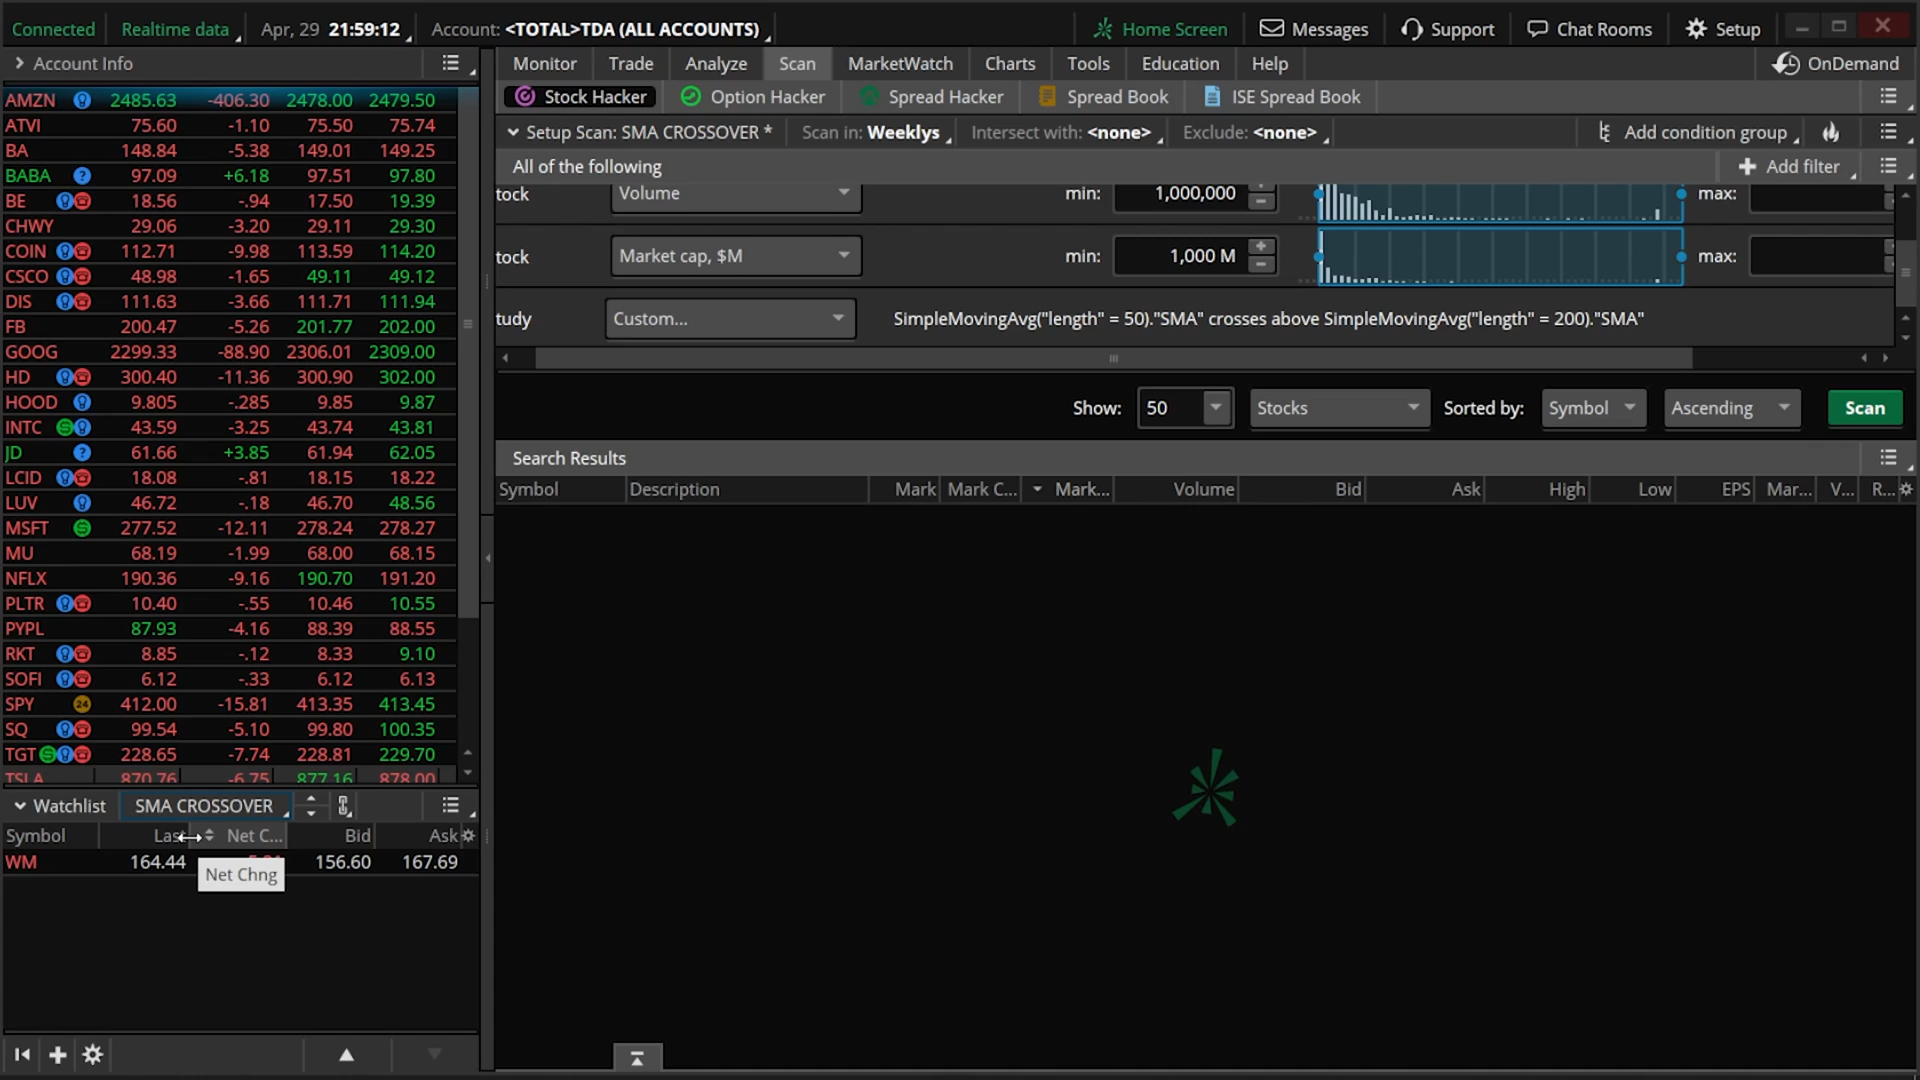 Connected Realtime data Apr, 29 21:59:12 Account: <TOTAL>TDA (ALL ACCOUNTS) Home Screen Messages Support Chat Rooms Setup
Account Info
Monitor Trade Analyze Scan MarketWatch Charts Tools Education Help OnDemand
Stock Hacker Option Hacker Spread Hacker Spread Book ISE Spread Book
Setup Scan: SMA CROSSOVER * Scan in: Weeklys Intersect with: <none> Exclude: <none> Add condition group
All of the following Add filter
tock Volume min: 1,000,000 max:
tock Market cap, $M min: 1,000 M max:
tudy Custom... SimpleMovingAvg("length" = 50)."SMA" crosses above SimpleMovingAvg("length" = 200)."SMA"
Show: 50 Stocks Sorted by: Symbol Ascending Scan
Search Results
Symbol Description Mark Mark C... Mark... Volume Bid Ask High Low EPS Mar... V... R...
AMZN 2485.63 -406.30 2478.00 2479.50
ATVI 75.60 -1.10 75.50 75.74
BA 148.84 -5.38 149.01 149.25
BABA ? 97.09 +6.18 97.51 97.80
BE 18.56 -.94 17.50 19.39
CHWY 29.06 -3.20 29.11 29.30
COIN 112.71 -9.98 113.59 114.20
CSCO 48.98 -1.65 49.11 49.12
DIS 111.63 -3.66 111.71 111.94
FB 200.47 -5.26 201.77 202.00
GOOG 2299.33 -88.90 2306.01 2309.00
HD 300.40 -11.36 300.90 302.00
HOOD 9.805 -.285 9.85 9.87
INTC S 43.59 -3.25 43.74 43.81
JD ? 61.66 +3.85 61.94 62.05
LCID 18.08 -.81 18.15 18.22
LUV 46.72 -.18 46.70 48.56
MSFT S 277.52 -12.11 278.24 278.27
MU 68.19 -1.99 68.00 68.15
NFLX 190.36 -9.16 190.70 191.20
PLTR 10.40 -.55 10.46 10.55
PYPL 87.93 -4.16 88.39 88.55
RKT 8.85 -.12 8.33 9.10
SOFI 6.12 -.33 6.12 6.13
SPY 24 412.00 -15.81 413.35 413.45
SQ 99.54 -5.10 99.80 100.35
TGT S 228.65 -7.74 228.81 229.70
TSLA 870.76 -6.75 877.16 878.00
Watchlist SMA CROSSOVER
Symbol Las Net C... Bid Ask
WM 164.44 156.60 167.69
Net Chng